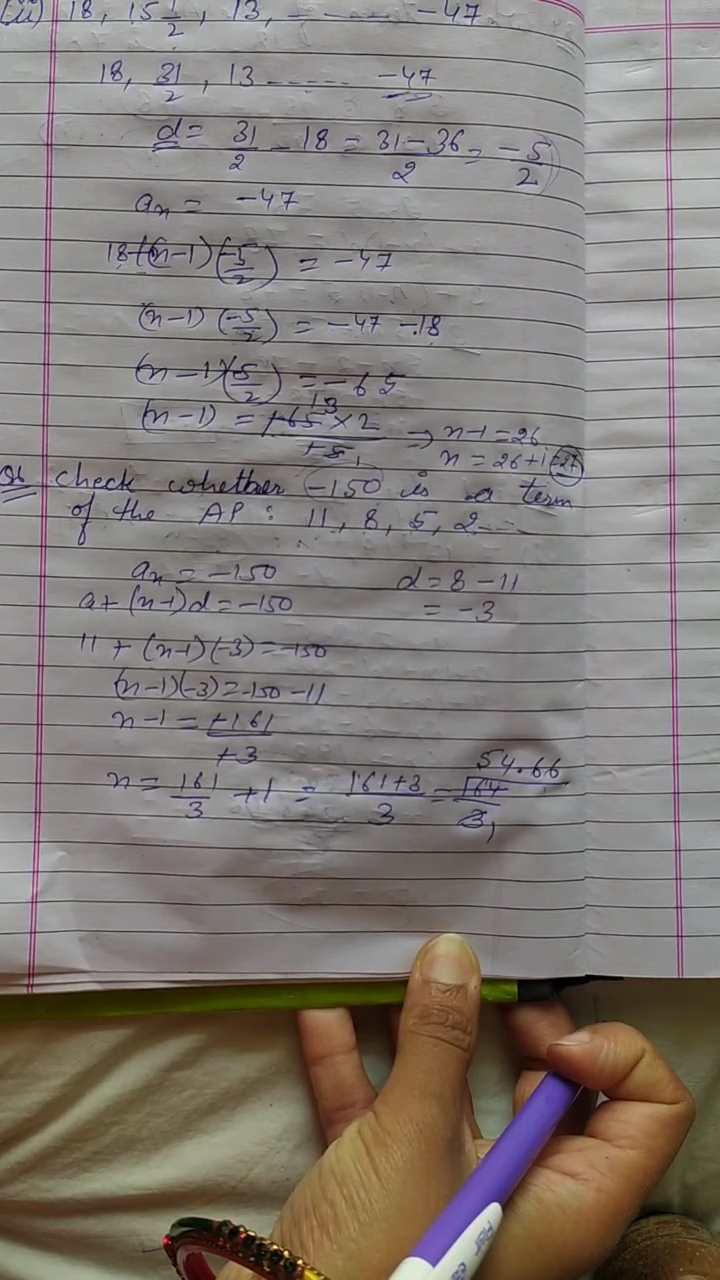 (ii) 18, 15 1/2, 13, ------ -47
18, 31/2, 13 ----- -47
d = 31/2 - 18 = 31-36/2 = -5/2
an = -47
18+(n-1)(-5/2) = -47
(n-1)(-5/2) = -47-18
(n-1)(5/2) = -65
(n-1) = +65 13 × 2/+5 1 ⇒ n-1=26
n = 26+1=27
Q6 check whether -150 is a term
of the AP : 11, 8, 5, 2---
an = -150 d = 8-11
a+(n-1)d=-150 = -3
11 + (n-1)(-3)=-150
(n-1)(-3)=-150-11
n-1 = +161/+3
n = 161/3 +1 = 161+3/3 = 164/3 54.66